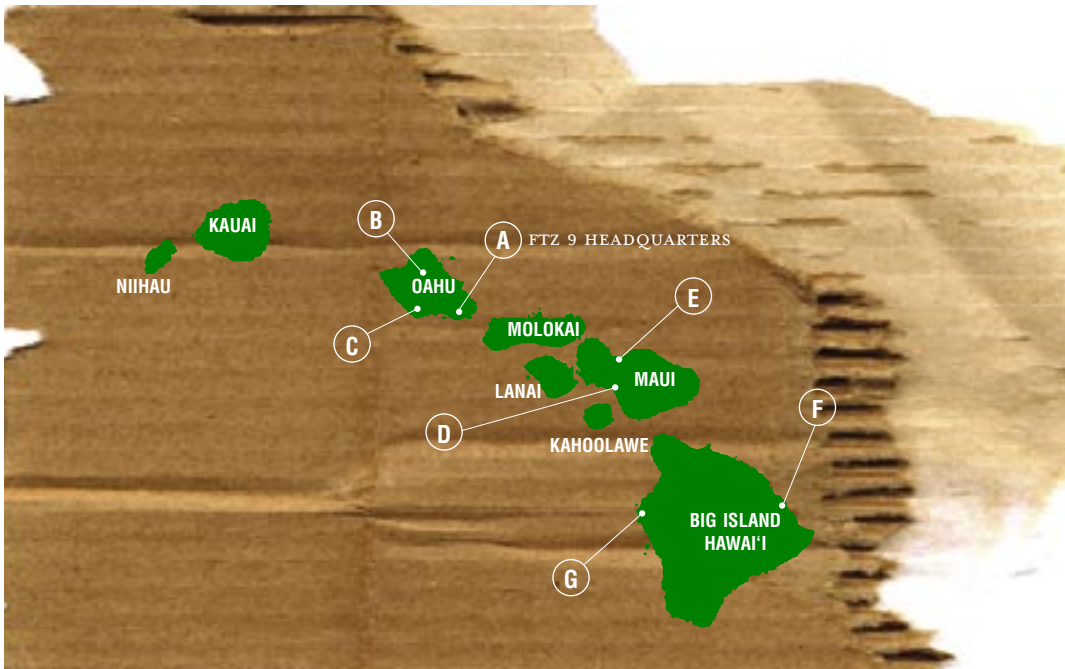 KAUAI
NIIHAU
B
A FTZ 9 HEADQUARTERS
OAHU
C
MOLOKAI
E
LANAI
MAUI
D
KAHOOLAWE
F
BIG ISLAND
HAWAI‘I
G